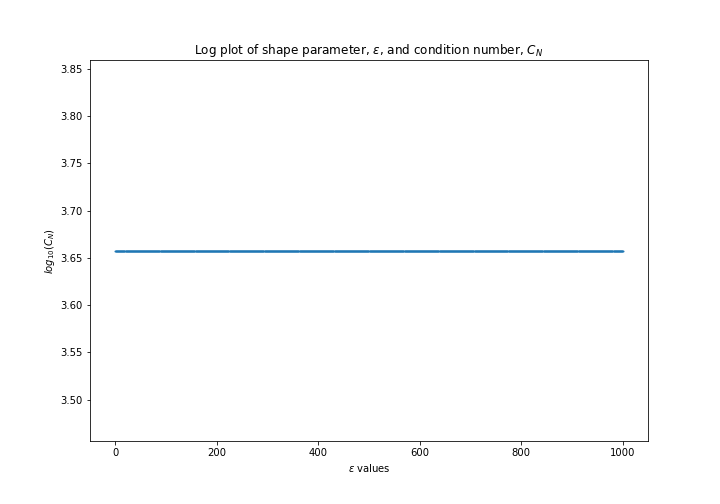 Log plot of shape parameter, ε, and condition number, C_N
3.85
3.80
3.75
3.70
3.65
3.60
3.55
3.50
log₁₀(C_N)
0 200 400 600 800 1000
ε values